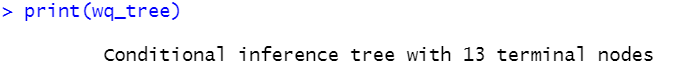 > print(wq_tree)
Conditional inference tree with 13 terminal nodes